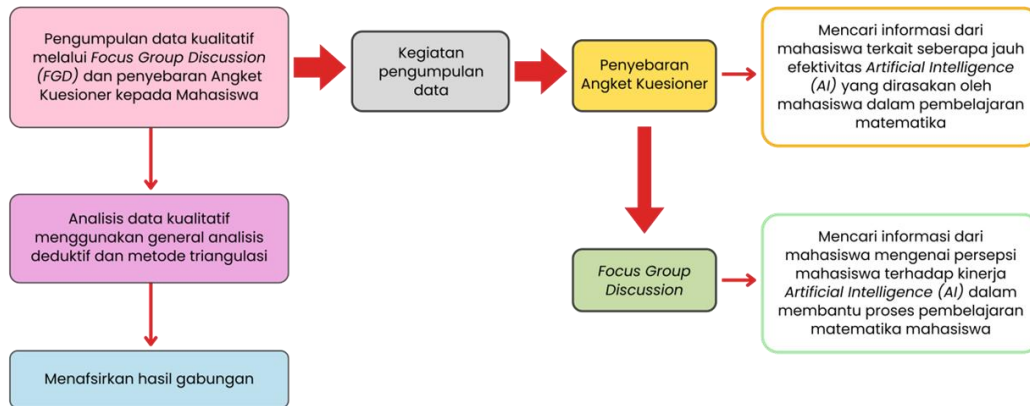 Pengumpulan data kualitatif
melalui Focus Group Discussion
(FGD) dan penyebaran Angket
Kuesioner kepada Mahasiswa
Kegiatan
pengumpulan
data
Penyebaran
Angket Kuesioner
Mencari informasi dari
mahasiswa terkait seberapa jauh
efektivitas Artificial Intelligence
(AI) yang dirasakan oleh
mahasiswa dalam pembelajaran
matematika
Analisis data kualitatif
menggunakan general analisis
deduktif dan metode triangulasi
Focus Group
Discussion
Mencari informasi dari
mahasiswa mengenai persepsi
mahasiswa terhadap kinerja
Artificial Intelligence (AI) dalam
membantu proses pembelajaran
matematika mahasiswa
Menafsirkan hasil gabungan